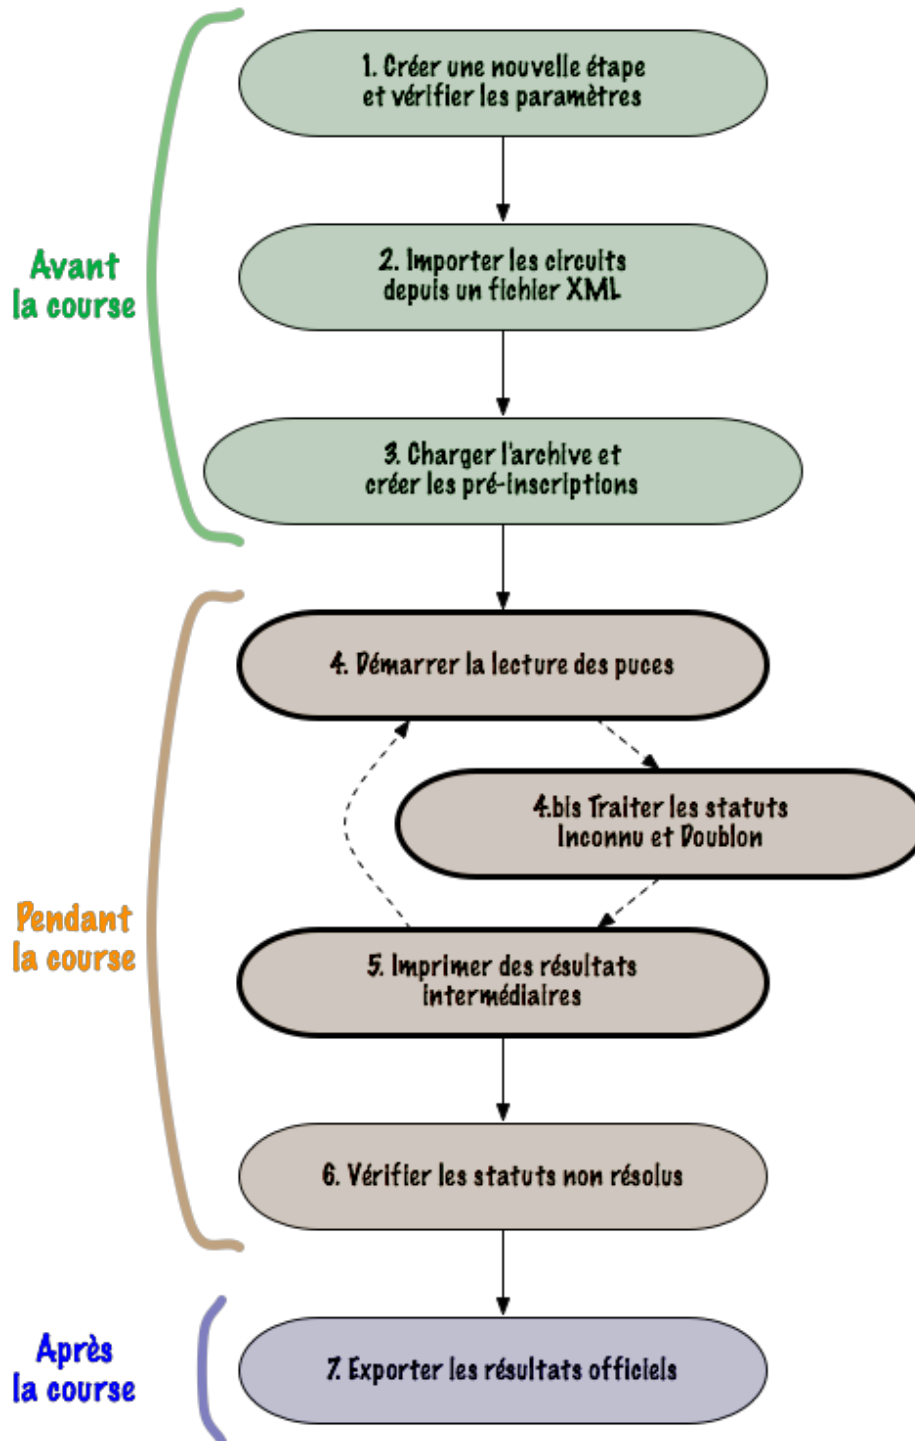 1. Créer une nouvelle étape
et vérifier les paramètres
2. Importer les circuits
depuis un fichier XML
Avant
la course
3. Charger l'archive et
créer les pré-inscriptions
4. Démarrer la lecture des puces
4.bis Traiter les statuts
Inconnu et Doublon
Pendant
la course
5. Imprimer des résultats
intermédiaires
6. Vérifier les statuts non résolus
Après
la course
7. Exporter les résultats officiels